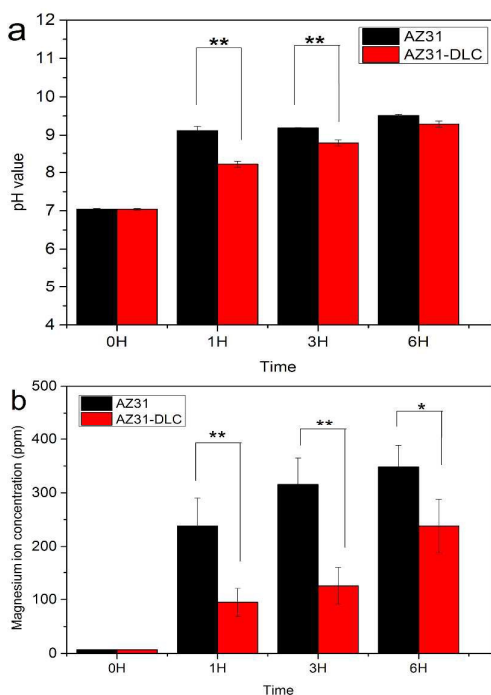 a
12
11
10
9
8
7
6
5
4
pH value
** **
AZ31
AZ31-DLC
0H 1H 3H 6H
Time
b
500
400
300
200
100
0
Magnesium ion concentration (ppm)
AZ31
AZ31-DLC
** ** *
0H 1H 3H 6H
Time